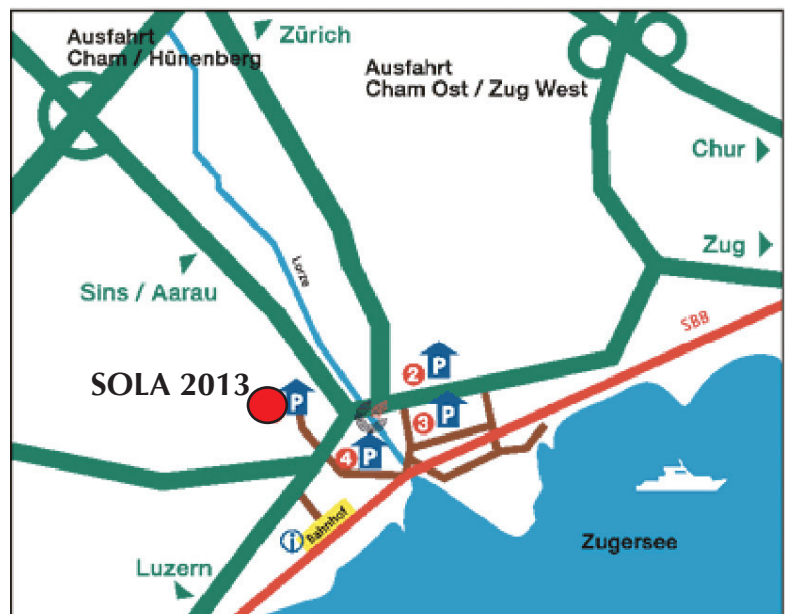 Ausfahrt
Cham / Hünenberg
Zürich
Ausfahrt
Cham Ost / Zug West
Chur
Zug
Lorze
Sins / Aarau
SBB
SOLA 2013
P
2
P
3
P
4
P
i
Bahnhof
Zugersee
Luzern